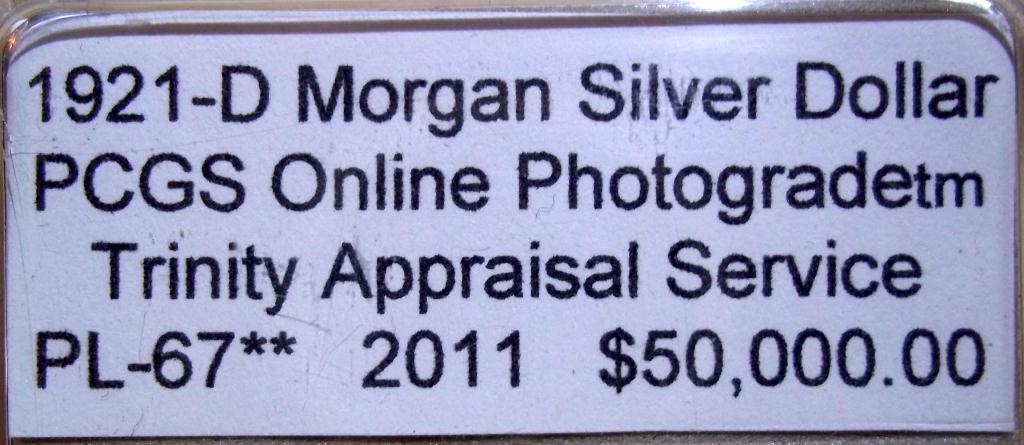 1921-D Morgan Silver Dollar
PCGS Online Photogradetm
Trinity Appraisal Service
PL-67** 2011 $50,000.00